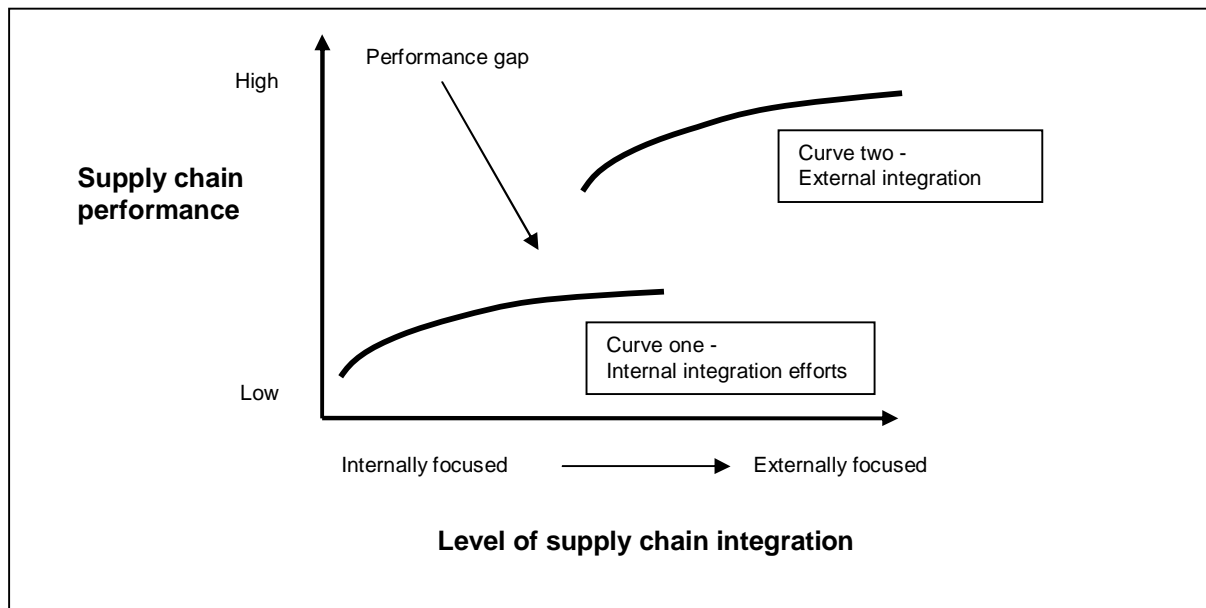 Performance gap
High
Supply chain
performance
Curve two -
External integration
Curve one -
Internal integration efforts
Low
Internally focused
Externally focused
Level of supply chain integration